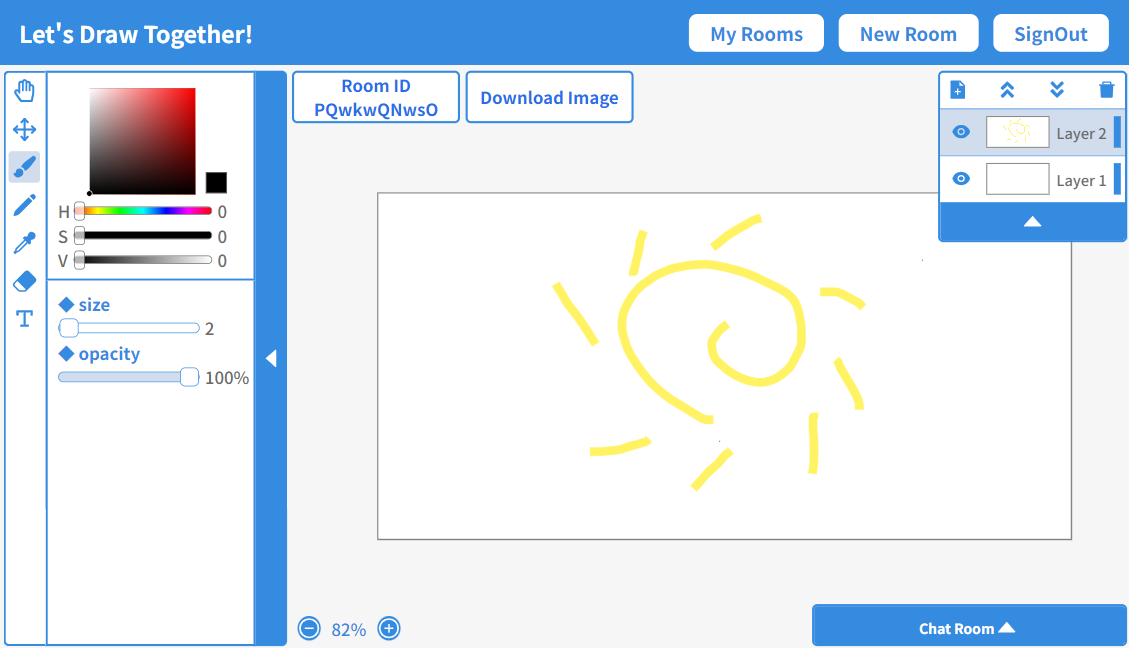 Let's Draw Together!
My Rooms
New Room
SignOut
Room ID
PQwkwQNwsO
Download Image
H
0
S
0
V
0
size
2
opacity
100%
T
Layer 2
Layer 1
82%
Chat Room